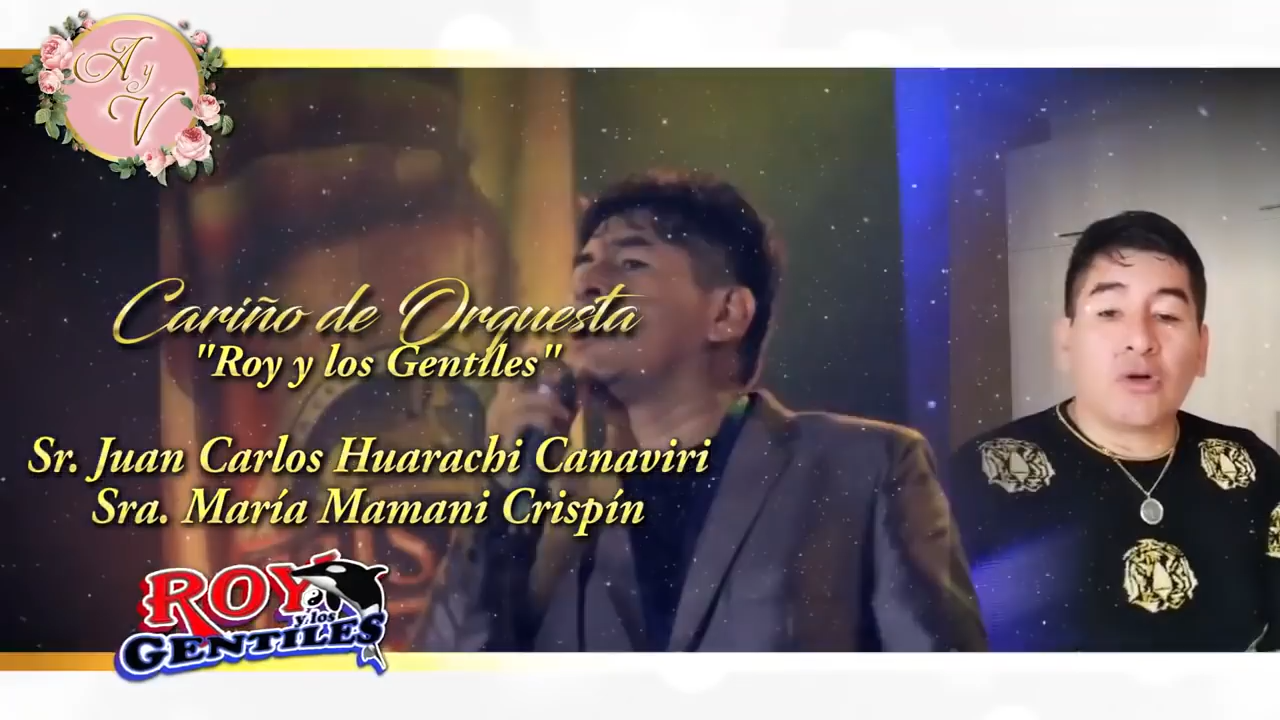 A y
V
Cariño de Orquesta
"Roy y los Gentiles"
Sr. Juan Carlos Huarachi Canaviri
Sra. María Mamani Crispín
ROY
y los
GENTILES